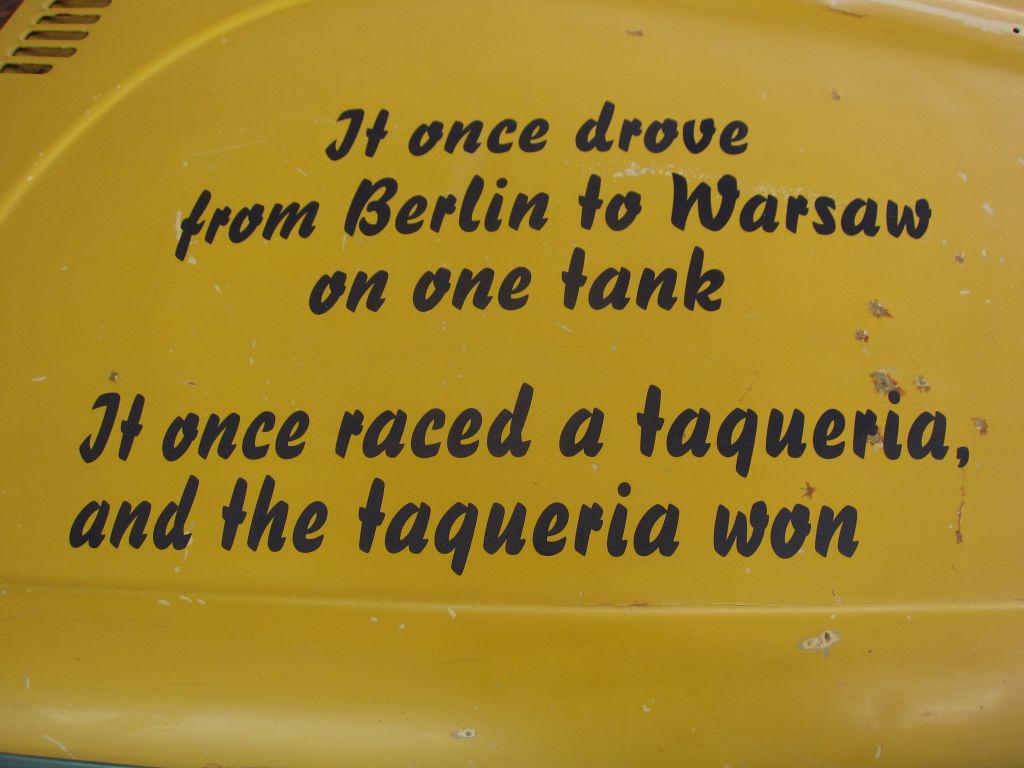 It once drove
from Berlin to Warsaw
on one tank
It once raced a taqueria,
and the taqueria won